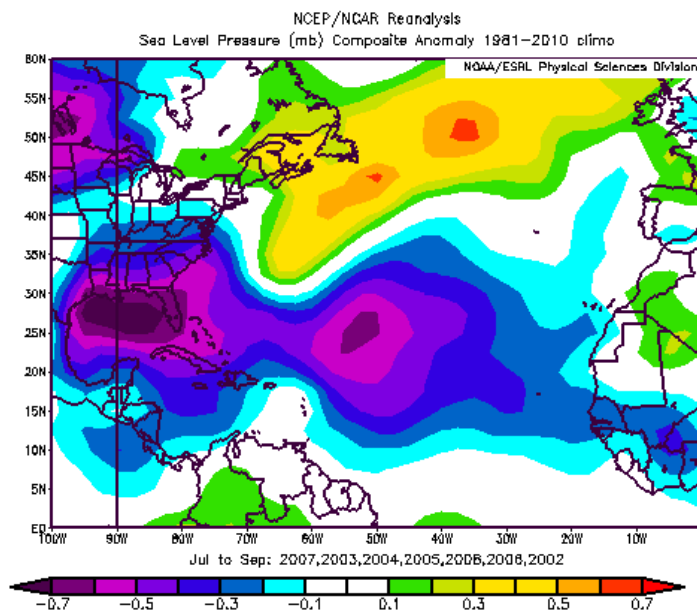 NCEP/NCAR Reanalysis
Sea Level Pressure (mb) Composite Anomaly 1981-2010 climo
NOAA/ESRL Physical Sciences Division
80N
55N
50N
45N
40N
35N
30N
25N
20N
15N
10N
5N
EQ
100W 90W 80W 70W 60W 50W 40W 30W 20W 10W
Jul to Sep: 2007,2003,2004,2005,2006,2008,2002
-0.7 -0.5 -0.3 -0.1 0.1 0.3 0.5 0.7